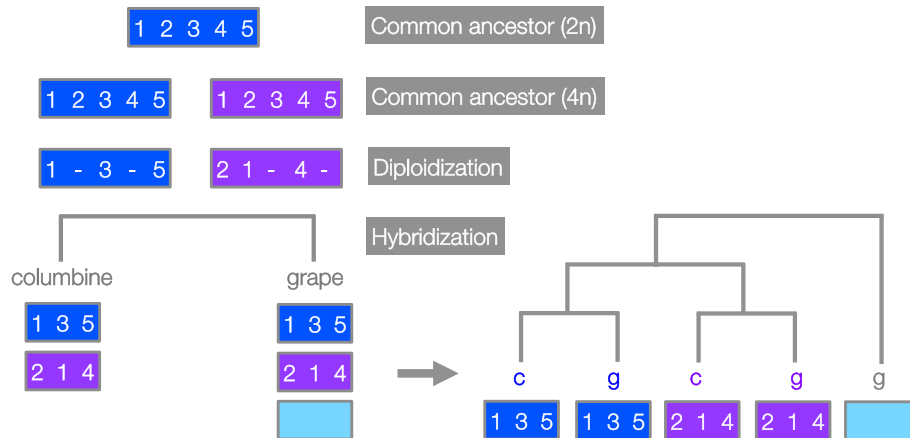 1 2 3 4 5
Common ancestor (2n)
1 2 3 4 5
1 2 3 4 5
Common ancestor (4n)
1 - 3 - 5
2 1 - 4 -
Diploidization
Hybridization
columbine
grape
1 3 5
1 3 5
2 1 4
2 1 4
c
g
c
g
g
1 3 5
1 3 5
2 1 4
2 1 4